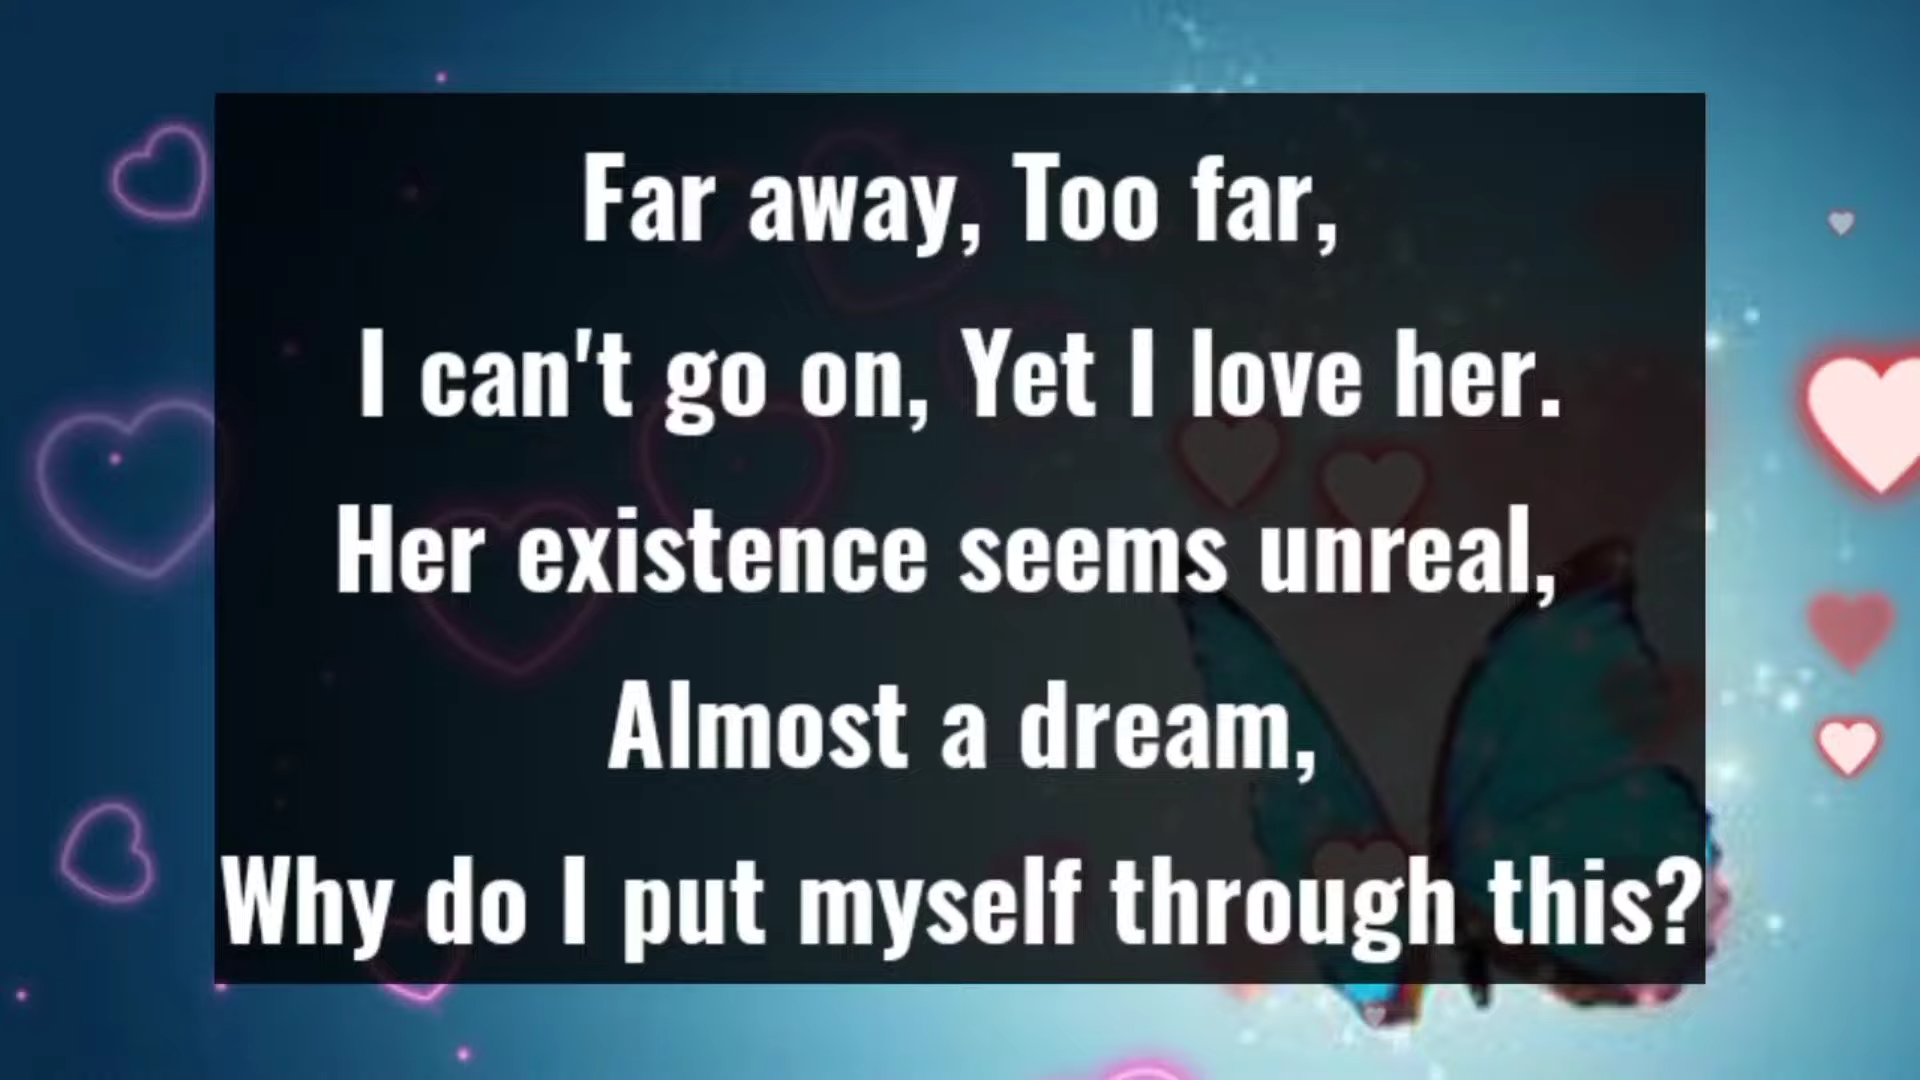 Far away, Too far,
I can't go on, Yet I love her.
Her existence seems unreal,
Almost a dream,
Why do I put myself through this?